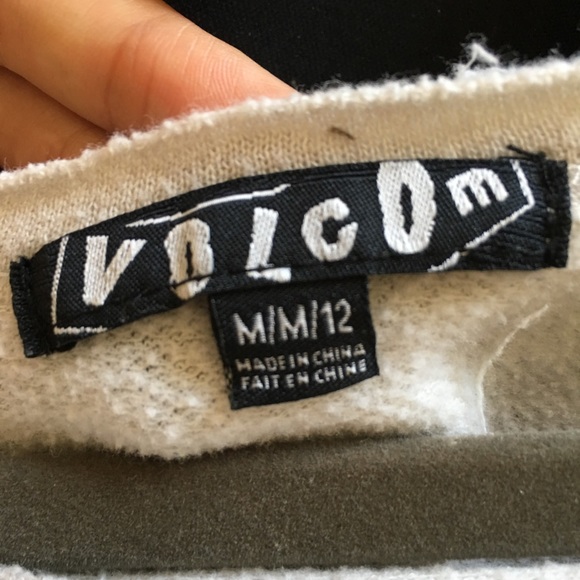 VOLCOM
M/M/12
MADE IN CHINA
FAIT EN CHINE